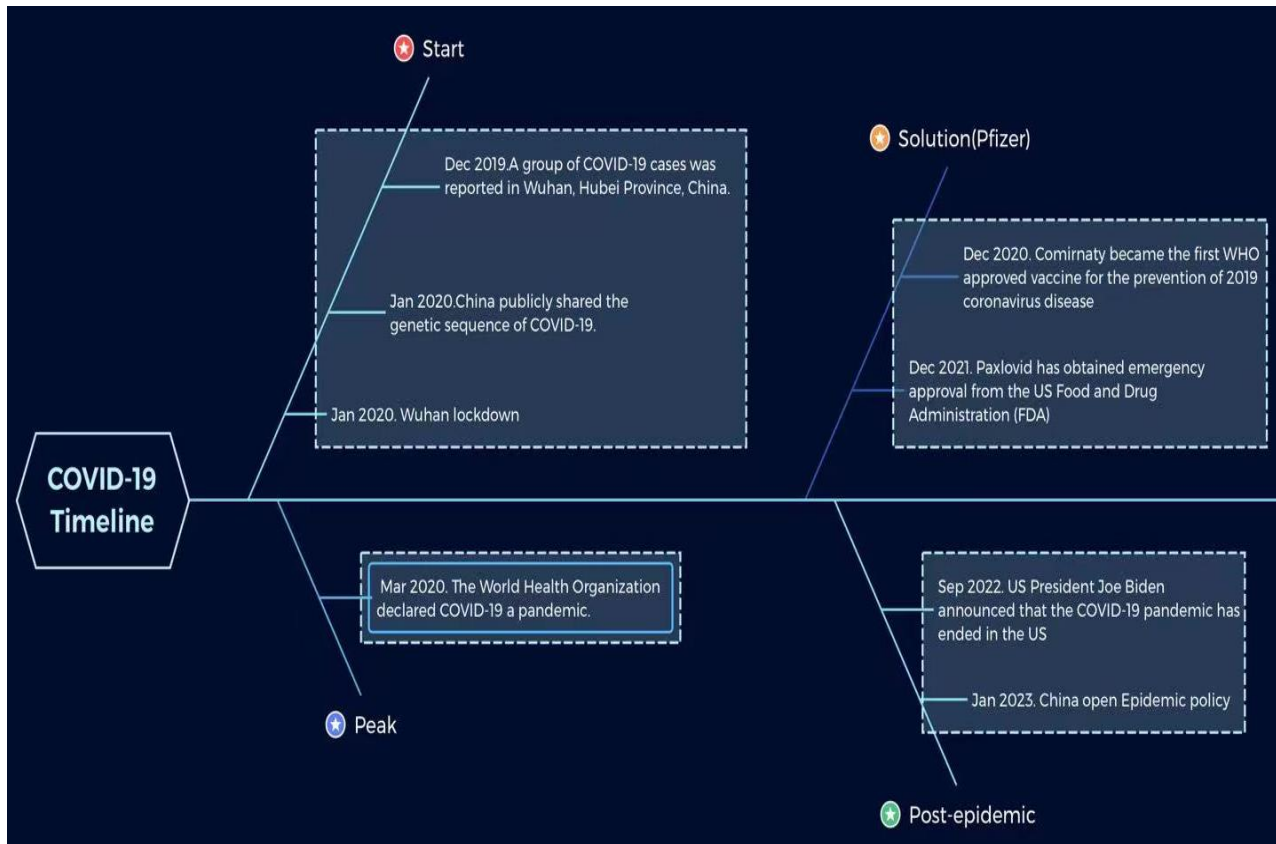 COVID-19
Timeline
Start
Dec 2019.A group of COVID-19 cases was
reported in Wuhan, Hubei Province, China.
Jan 2020.China publicly shared the
genetic sequence of COVID-19.
Jan 2020. Wuhan lockdown
Mar 2020. The World Health Organization
declared COVID-19 a pandemic.
Peak
Solution(Pfizer)
Dec 2020. Comirnaty became the first WHO
approved vaccine for the prevention of 2019
coronavirus disease
Dec 2021. Paxlovid has obtained emergency
approval from the US Food and Drug
Administration (FDA)
Sep 2022. US President Joe Biden
announced that the COVID-19 pandemic has
ended in the US
Jan 2023. China open Epidemic policy
Post-epidemic